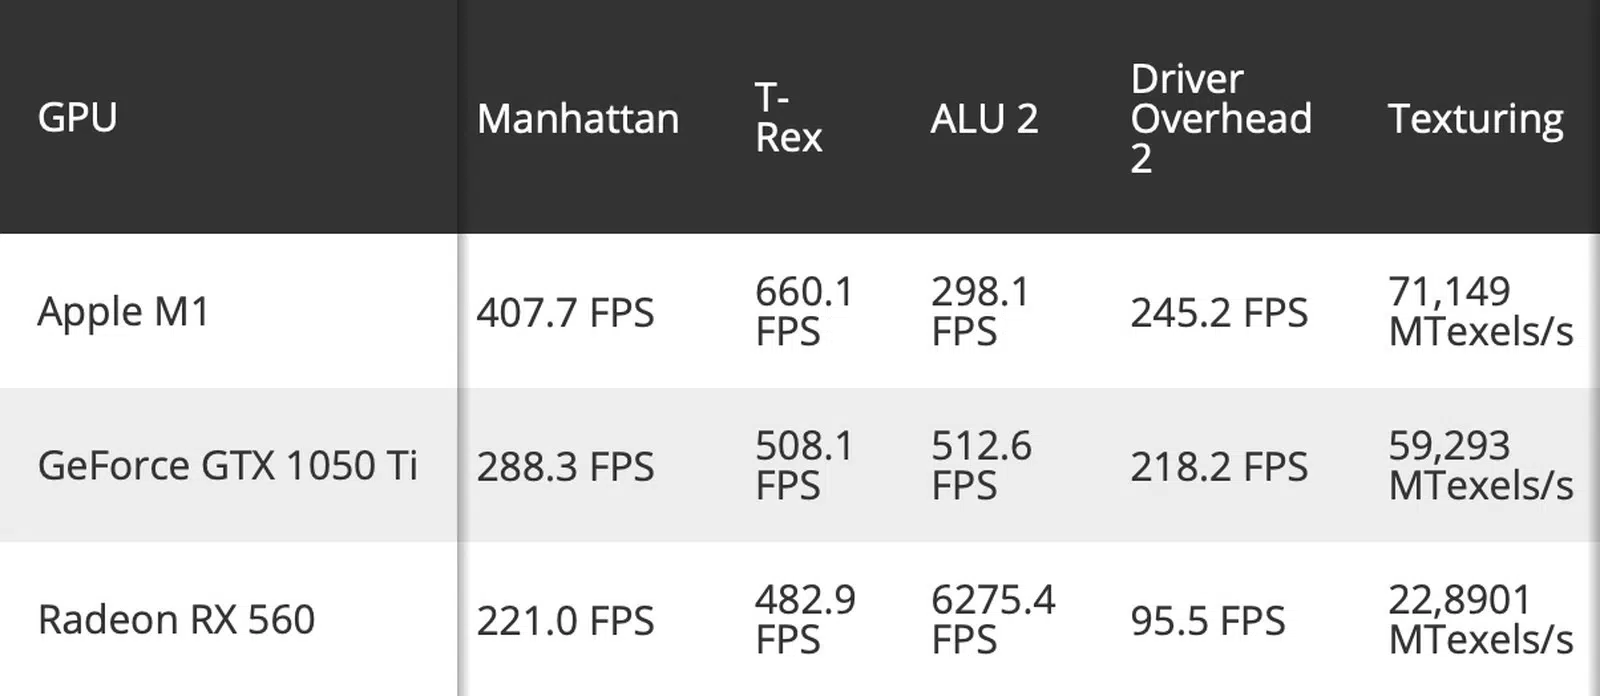 GPU Manhattan T-Rex ALU 2 Driver Overhead 2 Texturing
Apple M1 407.7 FPS 660.1 FPS 298.1 FPS 245.2 FPS 71,149 MTexels/s
GeForce GTX 1050 Ti 288.3 FPS 508.1 FPS 512.6 FPS 218.2 FPS 59,293 MTexels/s
Radeon RX 560 221.0 FPS 482.9 FPS 6275.4 FPS 95.5 FPS 22,8901 MTexels/s